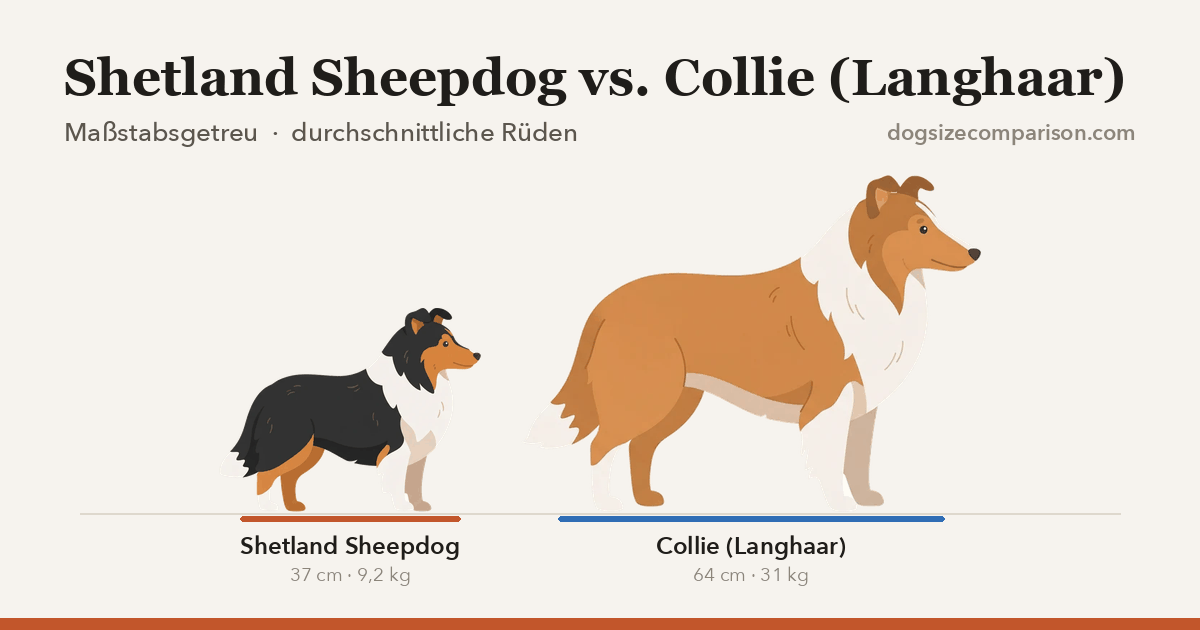 Shetland Sheepdog vs. Collie (Langhaar)
Maßstabsgetreu · durchschnittliche Rüden
dogsizecomparison.com
Shetland Sheepdog
37 cm · 9,2 kg
Collie (Langhaar)
64 cm · 31 kg